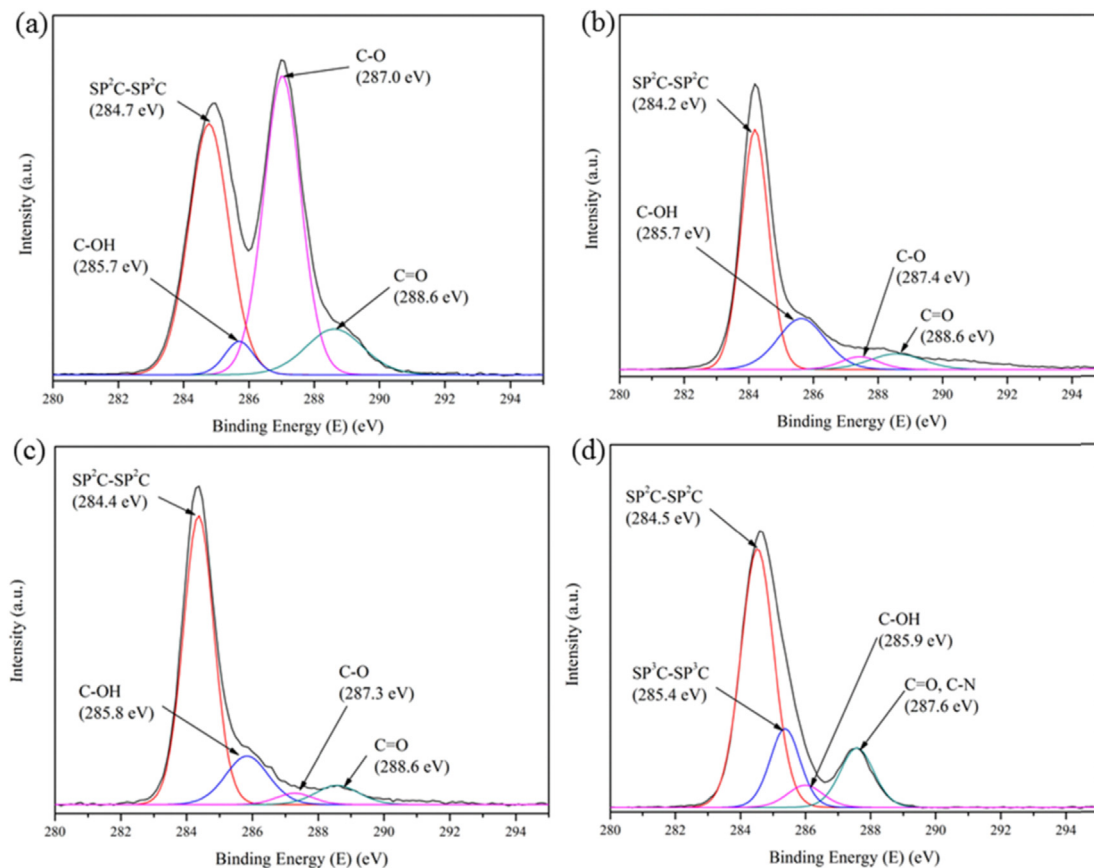 (a)
C-O
(287.0 eV)
SP²C-SP²C
(284.7 eV)
C-OH
(285.7 eV)
C=O
(288.6 eV)
Intensity (a.u.)
280 282 284 286 288 290 292 294
Binding Energy (E) (eV)
(b)
SP²C-SP²C
(284.2 eV)
C-OH
(285.7 eV)
C-O
(287.4 eV)
C=O
(288.6 eV)
Intensity (a.u.)
280 282 284 286 288 290 292 294
Binding Energy (E) (eV)
(c)
SP²C-SP²C
(284.4 eV)
C-OH
(285.8 eV)
C-O
(287.3 eV)
C=O
(288.6 eV)
Intensity (a.u.)
280 282 284 286 288 290 292 294
Binding Energy (E) (eV)
(d)
SP²C-SP²C
(284.5 eV)
C-OH
(285.9 eV)
SP³C-SP³C
(285.4 eV)
C=O, C-N
(287.6 eV)
Intensity (a.u.)
280 282 284 286 288 290 292 294
Binding Energy (E) (eV)